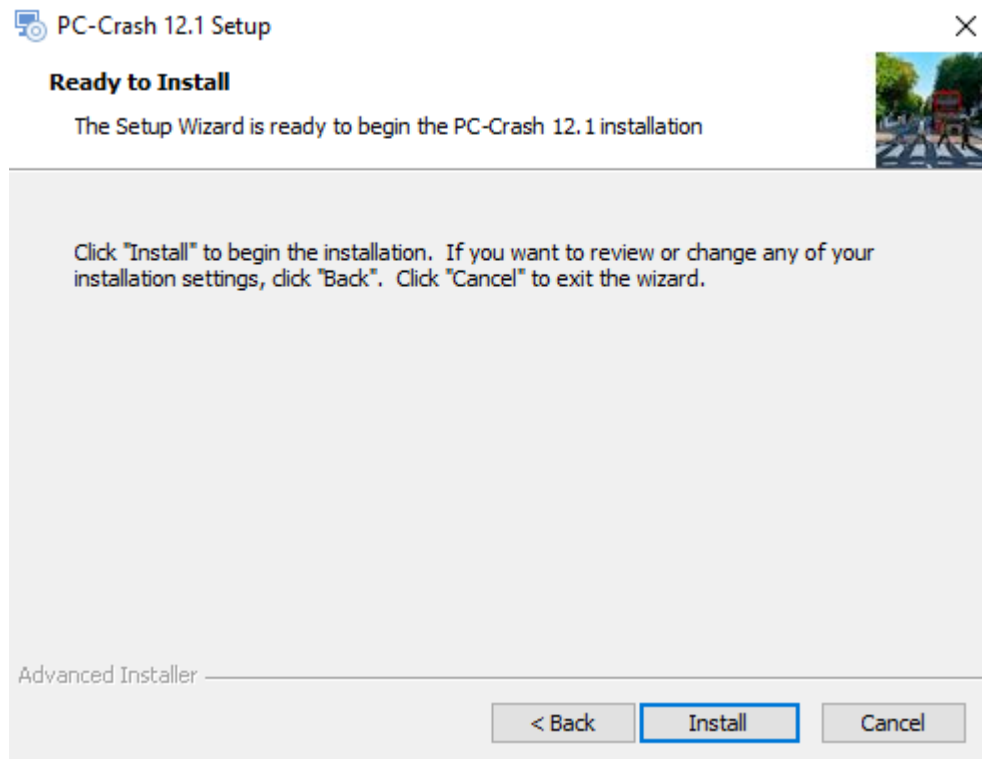 PC-Crash 12.1 Setup
Ready to Install
The Setup Wizard is ready to begin the PC-Crash 12.1 installation
Click "Install" to begin the installation.  If you want to review or change any of your
installation settings, click "Back".  Click "Cancel" to exit the wizard.
Advanced Installer
< Back
Install
Cancel